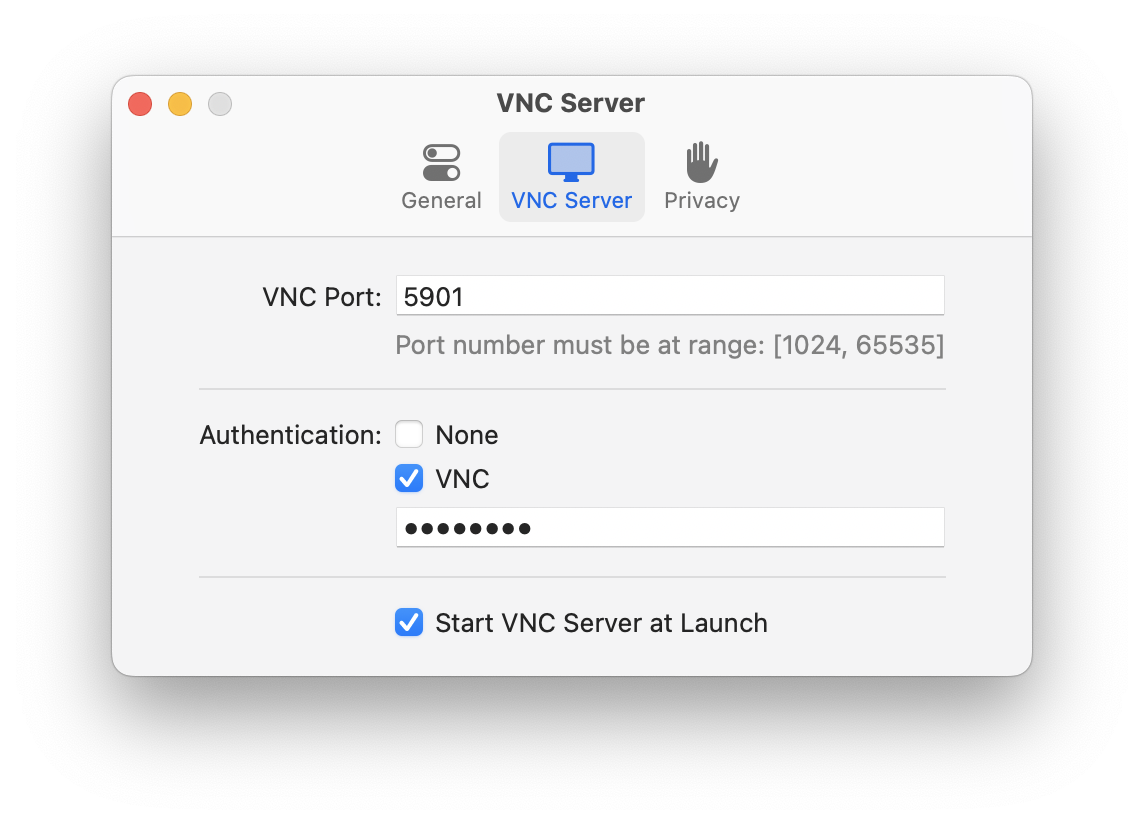 VNC Server
General
VNC Server
Privacy
VNC Port: 5901
Port number must be at range: [1024, 65535]
Authentication: None
VNC
••••••••
Start VNC Server at Launch